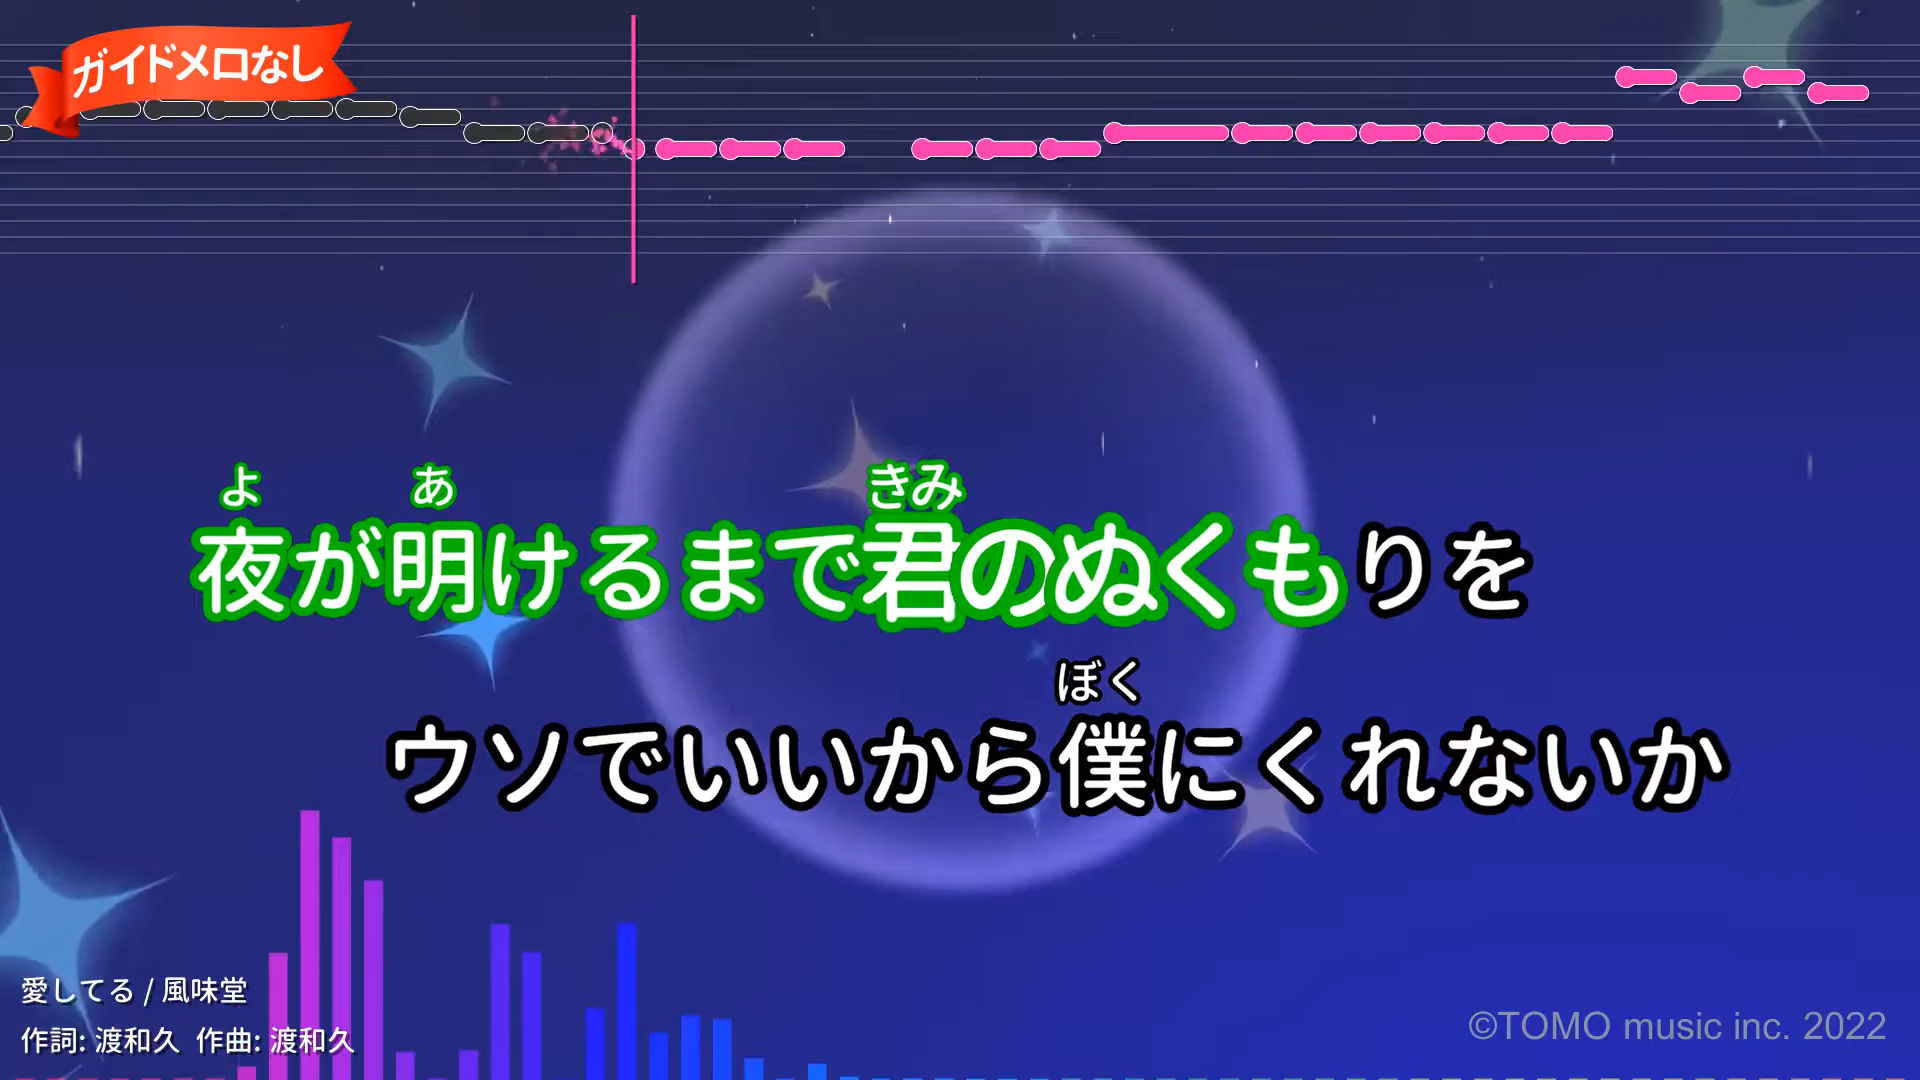 ガイドメロなし
よ あ きみ
夜が明けるまで君のぬくもりを
ぼく
ウソでいいから僕にくれないか
愛してる / 風味堂
作詞: 渡和久 作曲: 渡和久
©TOMO music inc. 2022